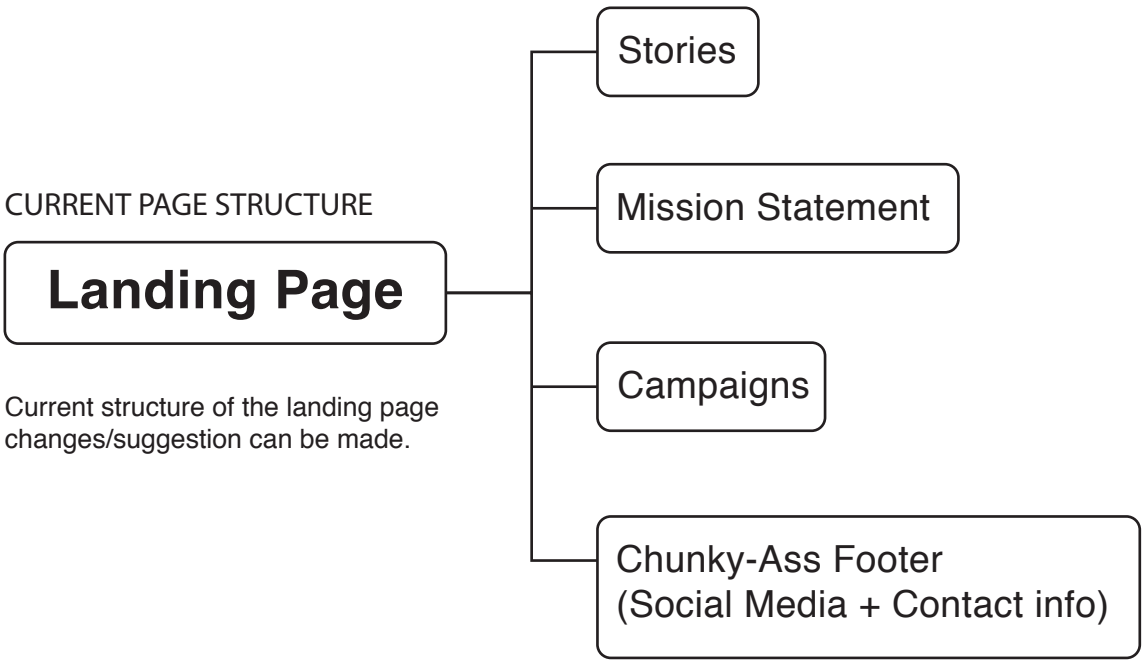 CURRENT PAGE STRUCTURE
Landing Page
Current structure of the landing page
changes/suggestion can be made.
Stories
Mission Statement
Campaigns
Chunky-Ass Footer
(Social Media + Contact info)